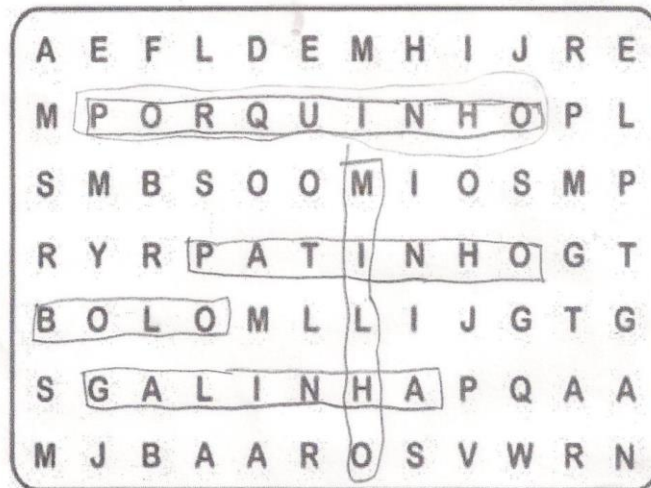 A E F L D E M H I J R E
M P O R Q U I N H O P L
S M B S O O M I O S M P
R Y R P A T I N H O G T
B O L O M L L I J G T G
S G A L I N H A P Q A A
M J B A A R O S V W R N